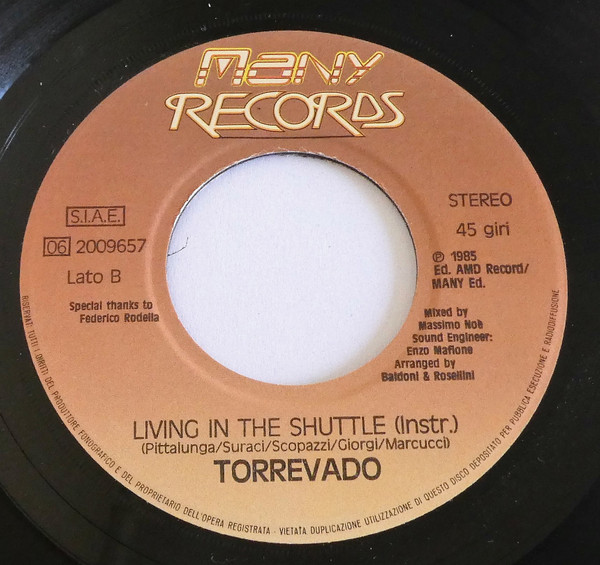 MANY
RECORDS
S.I.A.E.
06 2009657
Lato B
Special thanks to
Federico Rodella
STEREO
45 giri
℗ 1985
Ed. AMD Record/
MANY Ed.
Mixed by
Massimo Noè
Sound Engineer:
Enzo Mafione
Arranged by
Baldoni & Rosellini
LIVING IN THE SHUTTLE (Instr.)
(Pittalunga/Suraci/Scopazzi/Giorgi/Marcucci)
TORREVADO
RISERVATI TUTTI I DIRITTI DEL PRODUTTORE FONOGRAFICO E DEL PROPRIETARIO DELL'OPERA REGISTRATA - VIETATA DUPLICAZIONE UTILIZZAZIONE DI QUESTO DISCO DEPOSITATO PER PUBBLICA ESECUZIONE E RADIODIFFUSIONE